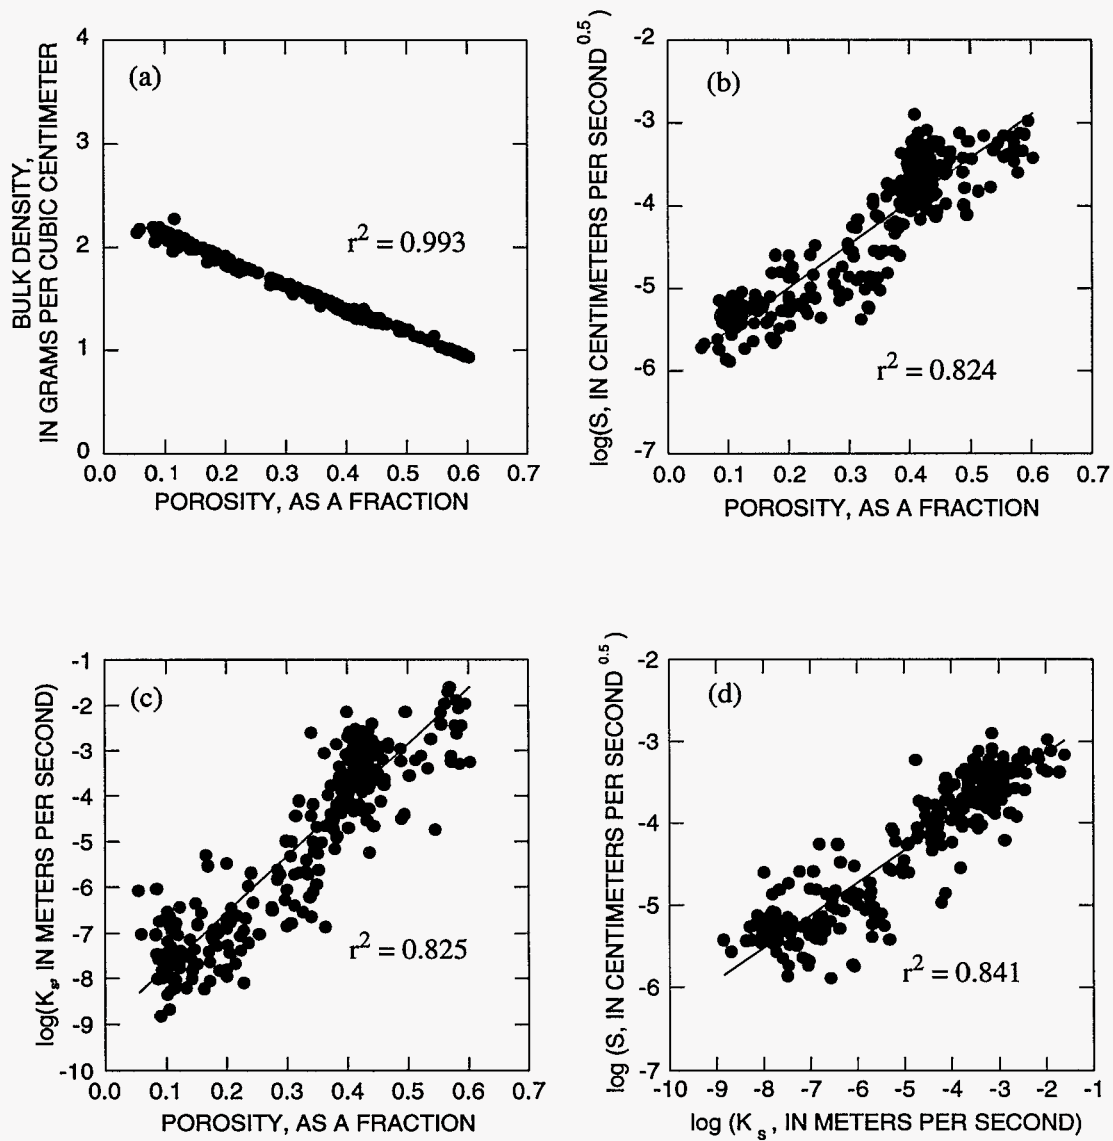 (a)
BULK DENSITY,
IN GRAMS PER CUBIC CENTIMETER
4
3
2
1
0
r² = 0.993
0.0 0.1 0.2 0.3 0.4 0.5 0.6 0.7
POROSITY, AS A FRACTION
(b)
log(S, IN CENTIMETERS PER SECOND^0.5)
-2
-3
-4
-5
-6
-7
r² = 0.824
0.0 0.1 0.2 0.3 0.4 0.5 0.6 0.7
POROSITY, AS A FRACTION
(c)
log(Kₛ, IN METERS PER SECOND)
-1
-2
-3
-4
-5
-6
-7
-8
-9
-10
r² = 0.825
0.0 0.1 0.2 0.3 0.4 0.5 0.6 0.7
POROSITY, AS A FRACTION
(d)
log (S, IN CENTIMETERS PER SECOND^0.5)
-2
-3
-4
-5
-6
-7
r² = 0.841
-10 -9 -8 -7 -6 -5 -4 -3 -2 -1
log (Kₛ, IN METERS PER SECOND)